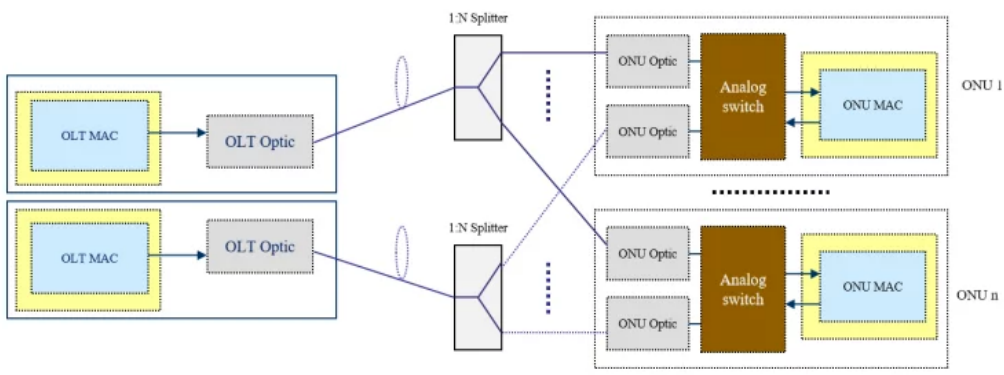 1:N Splitter
ONU Optic
Analog
switch
ONU MAC
ONU 1
ONU Optic
OLT MAC
OLT Optic
1:N Splitter
OLT MAC
OLT Optic
ONU Optic
Analog
switch
ONU MAC
ONU n
ONU Optic